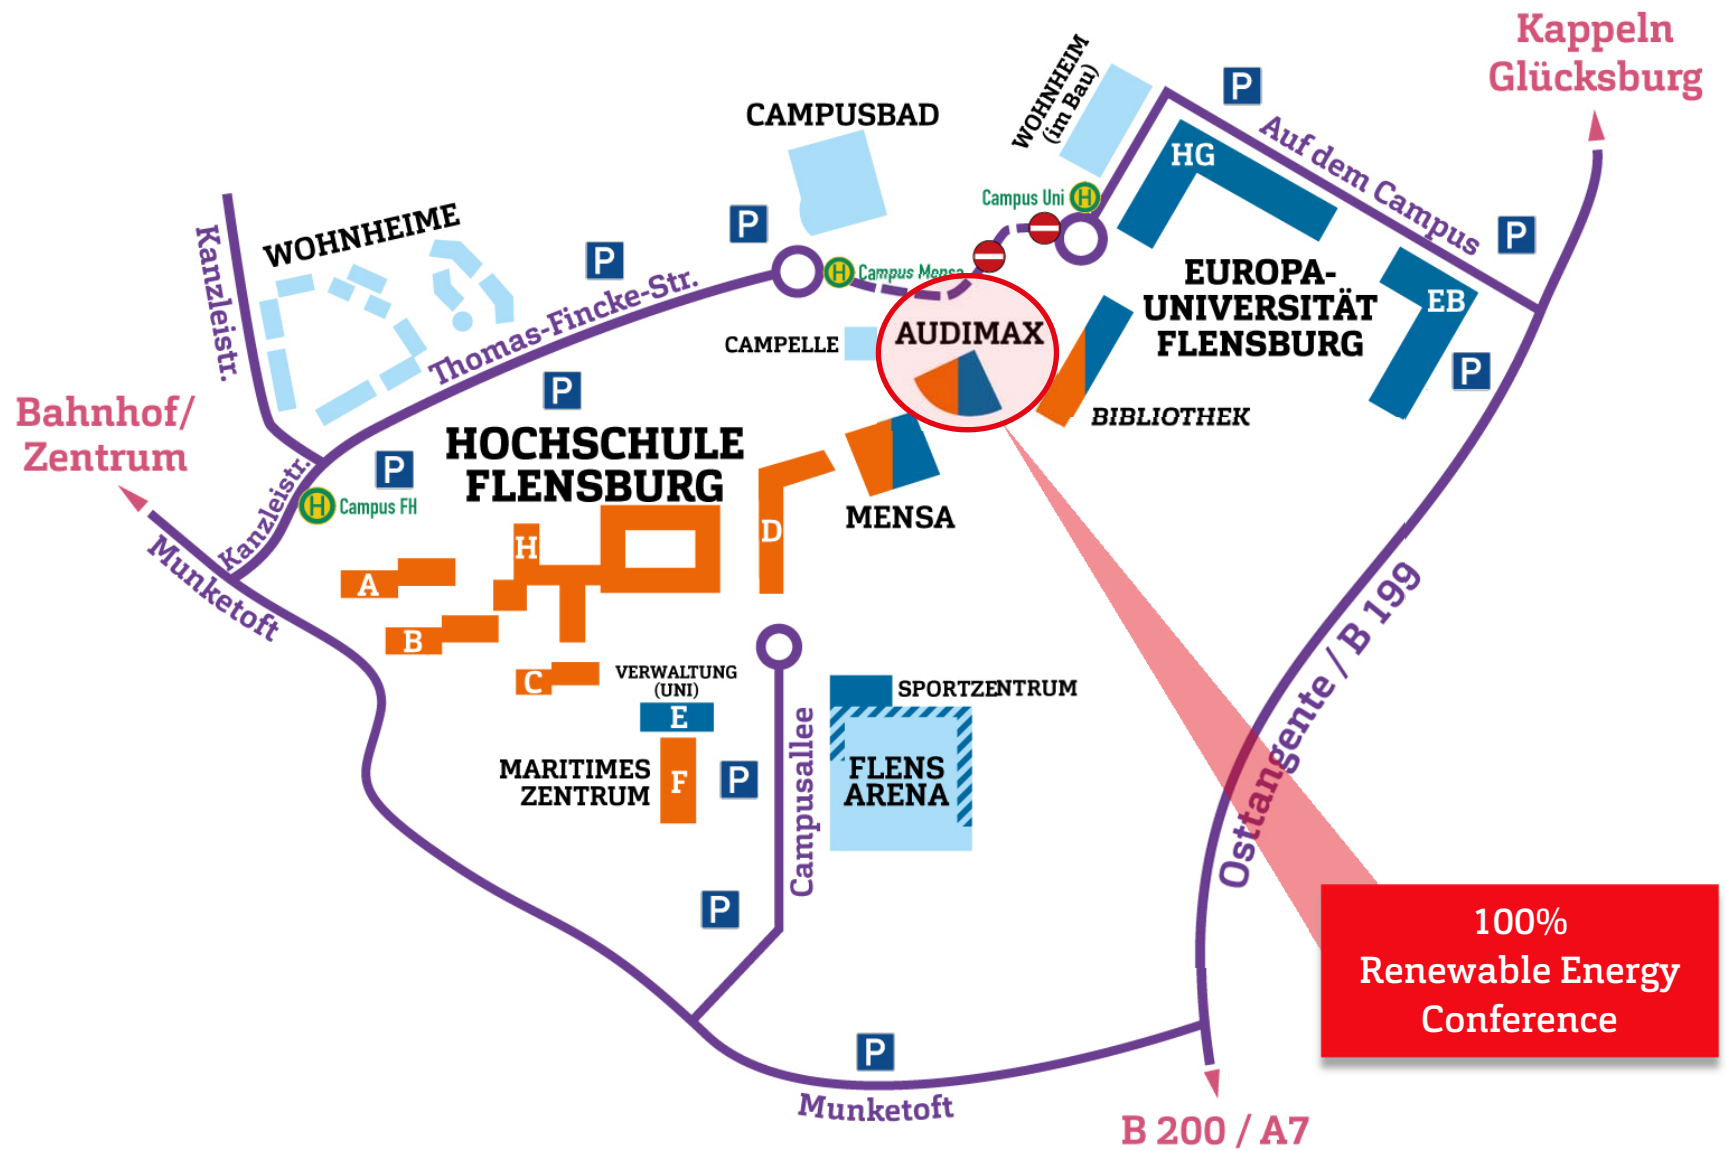 Kappeln
Glücksburg
WOHNHEIM
(im Bau)
P
CAMPUSBAD
HG
Auf dem Campus
Campus Uni
H
P
P
WOHNHEIME
Kanzleistr.
P
H
Campus Mensa
Thomas-Fincke-Str.
EUROPA-
UNIVERSITÄT
FLENSBURG
EB
AUDIMAX
CAMPELLE
P
P
BIBLIOTHEK
Bahnhof/
Zentrum
HOCHSCHULE
FLENSBURG
P
H
Campus FH
Kanzleistr.
MENSA
Munketoft
H
D
A
B
C
Osttangente / B 199
VERWALTUNG
(UNI)
E
SPORTZENTRUM
MARITIMES
ZENTRUM
F
P
Campusallee
FLENS
ARENA
P
100%
Renewable Energy
Conference
P
Munketoft
B 200 / A7